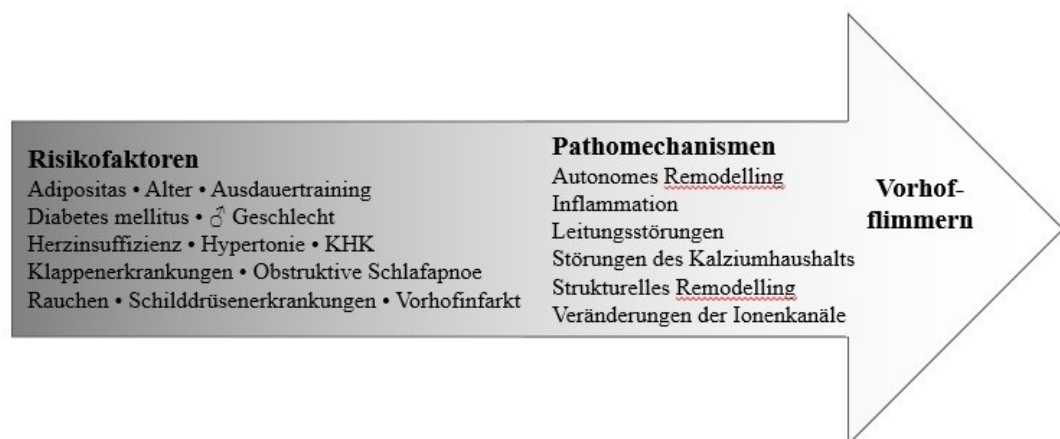 Risikofaktoren
Adipositas • Alter • Ausdauertraining
Diabetes mellitus • ♂ Geschlecht
Herzinsuffizienz • Hypertonie • KHK
Klappenerkrankungen • Obstruktive Schlafapnoe
Rauchen • Schilddrüsenerkrankungen • Vorhofinfarkt
Pathomechanismen
Autonomes Remodelling
Inflammation
Leitungsstörungen
Störungen des Kalziumhaushalts
Strukturelles Remodelling
Veränderungen der Ionenkanäle
Vorhof-
flimmern